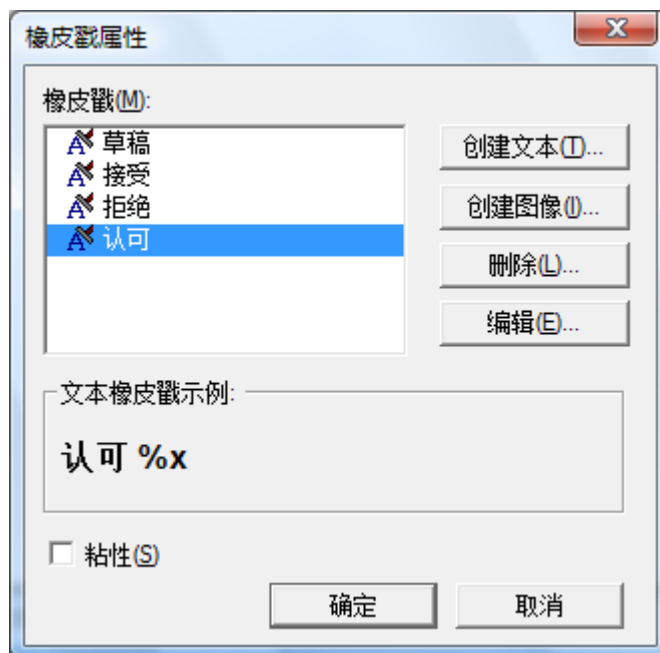 橡皮戳属性
橡皮戳(M):
草稿
接受
拒绝
认可
创建文本(T)...
创建图像(I)...
删除(L)...
编辑(E)...
文本橡皮戳示例:
认可 %x
粘性(S)
确定
取消